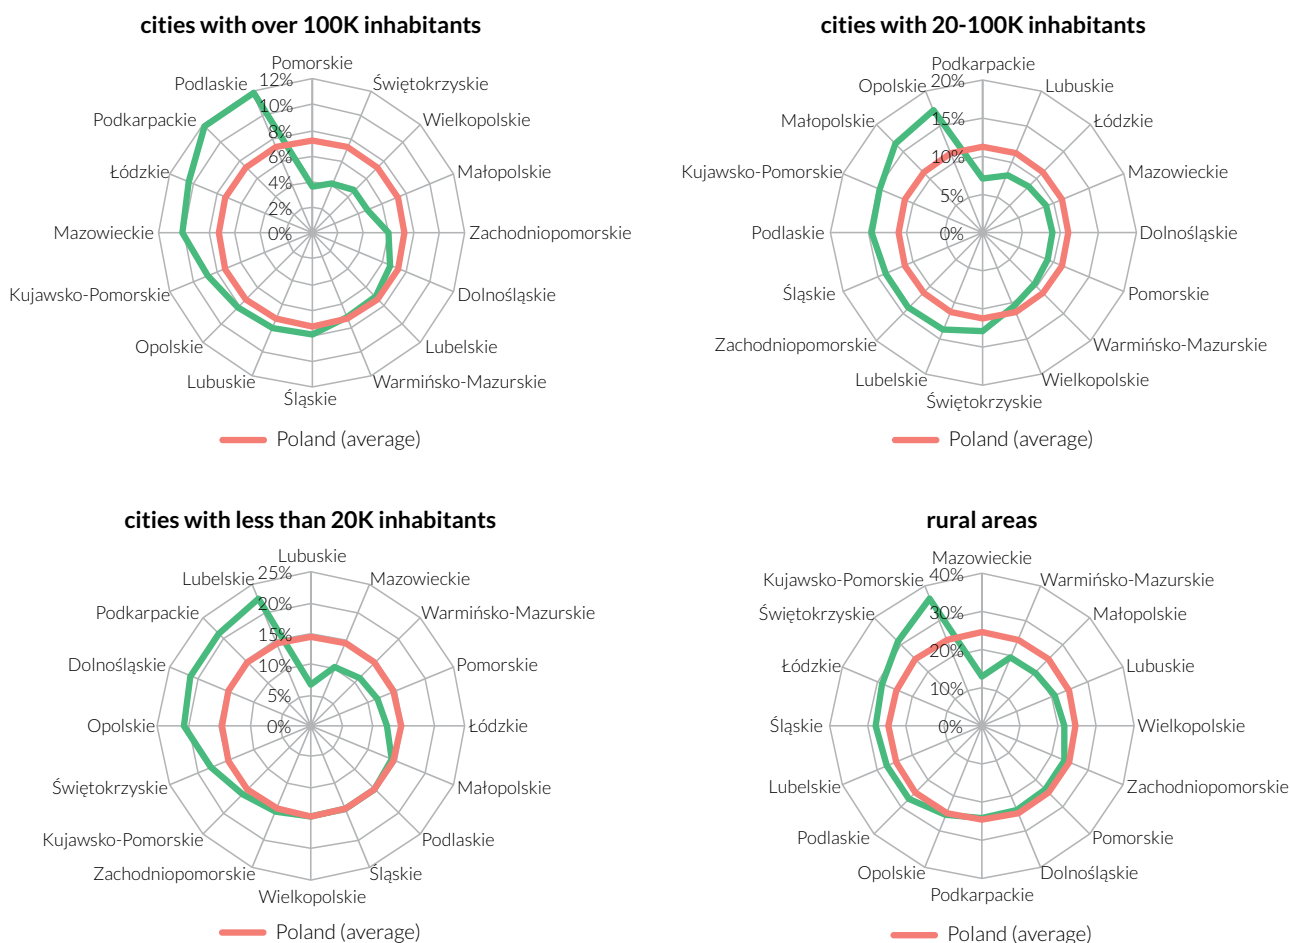 cities with over 100K inhabitants
Pomorskie
12%
Podlaskie
Świętokrzyskie
10%
Podkarpackie
Wielkopolskie
8%
6%
Łódzkie
Małopolskie
4%
2%
Mazowieckie
0%
Zachodniopomorskie
Kujawsko-Pomorskie
Dolnośląskie
Opolskie
Lubelskie
Lubuskie
Warmińsko-Mazurskie
Śląskie
Poland (average)
cities with 20-100K inhabitants
Podkarpackie
20%
Opolskie
Lubuskie
15%
Małopolskie
Łódzkie
10%
Kujawsko-Pomorskie
Mazowieckie
5%
Podlaskie
0%
Dolnośląskie
Śląskie
Pomorskie
Zachodniopomorskie
Warmińsko-Mazurskie
Lubelskie
Wielkopolskie
Świętokrzyskie
Poland (average)
cities with less than 20K inhabitants
Lubuskie
25%
Lubelskie
Mazowieckie
20%
Podkarpackie
Warmińsko-Mazurskie
15%
Dolnośląskie
Pomorskie
10%
5%
Opolskie
0%
Łódzkie
Świętokrzyskie
Małopolskie
Kujawsko-Pomorskie
Podlaskie
Zachodniopomorskie
Śląskie
Wielkopolskie
Poland (average)
rural areas
Mazowieckie
40%
Kujawsko-Pomorskie
Warmińsko-Mazurskie
30%
Świętokrzyskie
Małopolskie
20%
Łódzkie
Lubuskie
10%
Śląskie
0%
Wielkopolskie
Lubelskie
Zachodniopomorskie
Podlaskie
Pomorskie
Opolskie
Dolnośląskie
Podkarpackie
Poland (average)